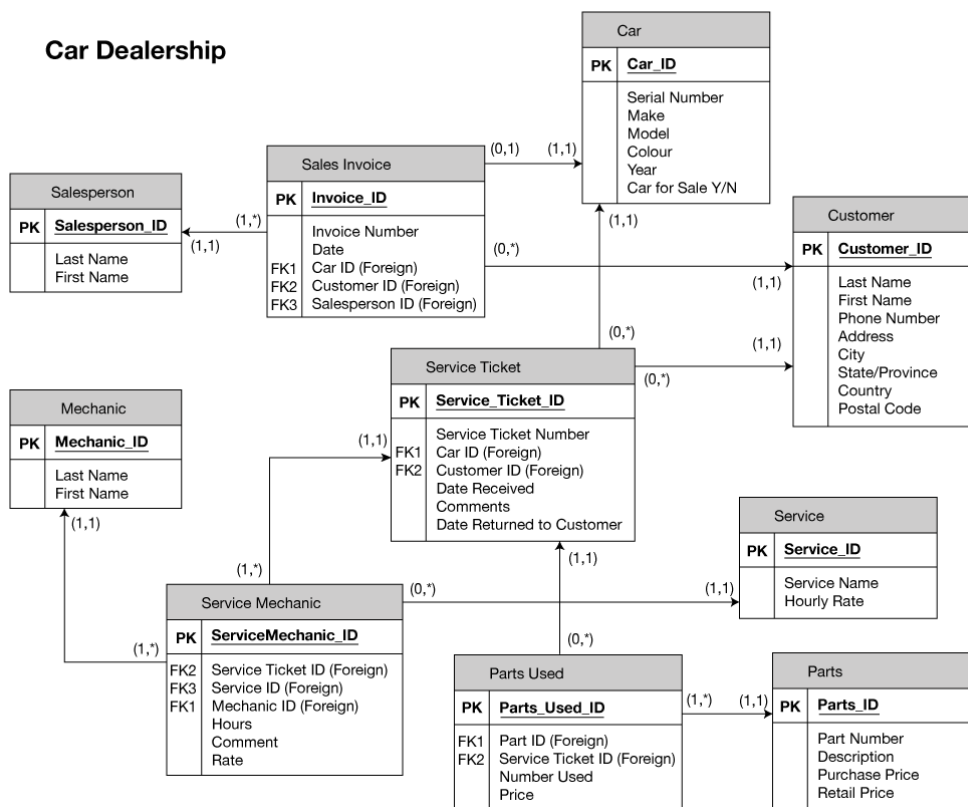 Car Dealership
Car
PK Car_ID
Serial Number
Make
Model
Colour
Year
Car for Sale Y/N
(0,1)
(1,1)
(1,1)
Sales Invoice
PK Invoice_ID
Invoice Number
Date
FK1 Car ID (Foreign)
FK2 Customer ID (Foreign)
FK3 Salesperson ID (Foreign)
Salesperson
PK Salesperson_ID
Last Name
First Name
(1,*)
(1,1)
(0,*)
(1,1)
Customer
PK Customer_ID
Last Name
First Name
Phone Number
Address
City
State/Province
Country
Postal Code
(0,*)
(1,1)
(0,*)
Service Ticket
PK Service_Ticket_ID
Service Ticket Number
FK1 Car ID (Foreign)
FK2 Customer ID (Foreign)
Date Received
Comments
Date Returned to Customer
Mechanic
PK Mechanic_ID
Last Name
First Name
(1,1)
(1,1)
(1,*)
(1,1)
Service
PK Service_ID
Service Name
Hourly Rate
(0,*)
(1,1)
Service Mechanic
PK ServiceMechanic_ID
FK2 Service Ticket ID (Foreign)
FK3 Service ID (Foreign)
FK1 Mechanic ID (Foreign)
Hours
Comment
Rate
(1,*)
(0,*)
Parts Used
PK Parts_Used_ID
FK1 Part ID (Foreign)
FK2 Service Ticket ID (Foreign)
Number Used
Price
(1,*)
(1,1)
Parts
PK Parts_ID
Part Number
Description
Purchase Price
Retail Price